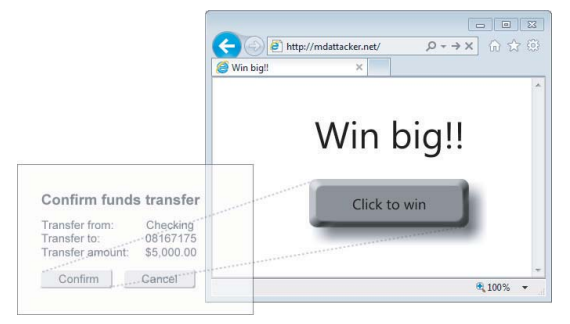 http://mdattacker.net/
Win big!!
Win big!!
Click to win
Confirm funds transfer
Transfer from: Checking
Transfer to: 08167175
Transfer amount: $5,000.00
Confirm Cancel
100%